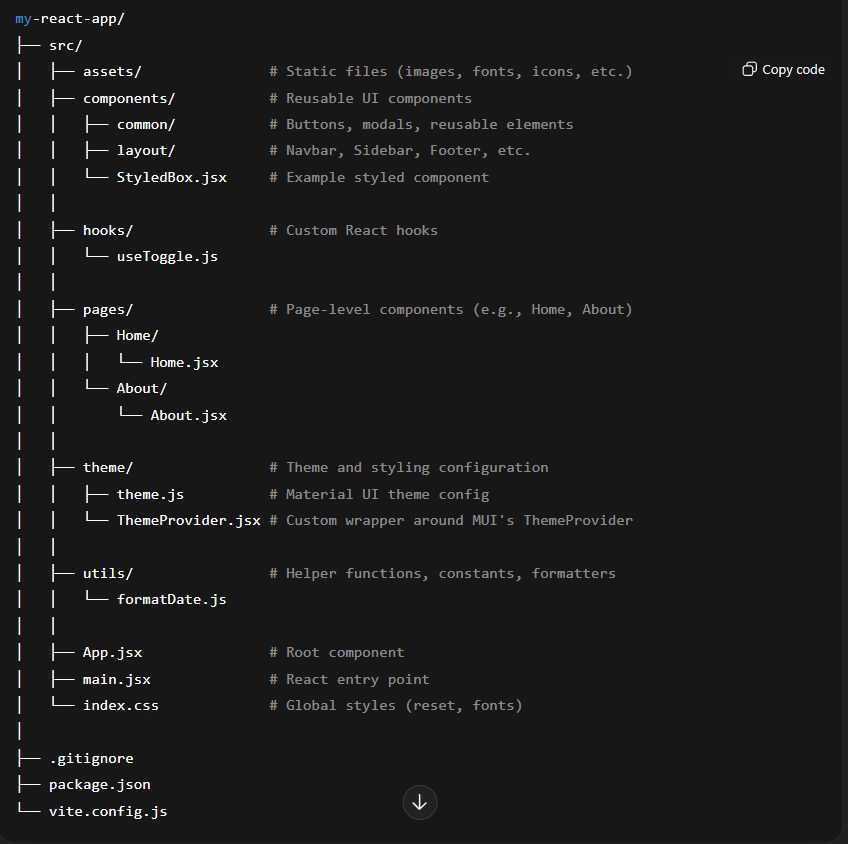 my-react-app/
├── src/
│   ├── assets/               # Static files (images, fonts, icons, etc.)
Copy code
│   ├── components/           # Reusable UI components
│   │   ├── common/           # Buttons, modals, reusable elements
│   │   ├── layout/           # Navbar, Sidebar, Footer, etc.
│   │   └── StyledBox.jsx     # Example styled component
│   │
│   ├── hooks/                # Custom React hooks
│   │   └── useToggle.js
│   │
│   ├── pages/                # Page-level components (e.g., Home, About)
│   │   ├── Home/
│   │   │   └── Home.jsx
│   │   └── About/
│   │       └── About.jsx
│   │
│   ├── theme/                # Theme and styling configuration
│   │   ├── theme.js          # Material UI theme config
│   │   └── ThemeProvider.jsx # Custom wrapper around MUI's ThemeProvider
│   │
│   ├── utils/                # Helper functions, constants, formatters
│   │   └── formatDate.js
│   │
│   ├── App.jsx               # Root component
│   ├── main.jsx              # React entry point
│   └── index.css             # Global styles (reset, fonts)
│
├── .gitignore
├── package.json
└── vite.config.js